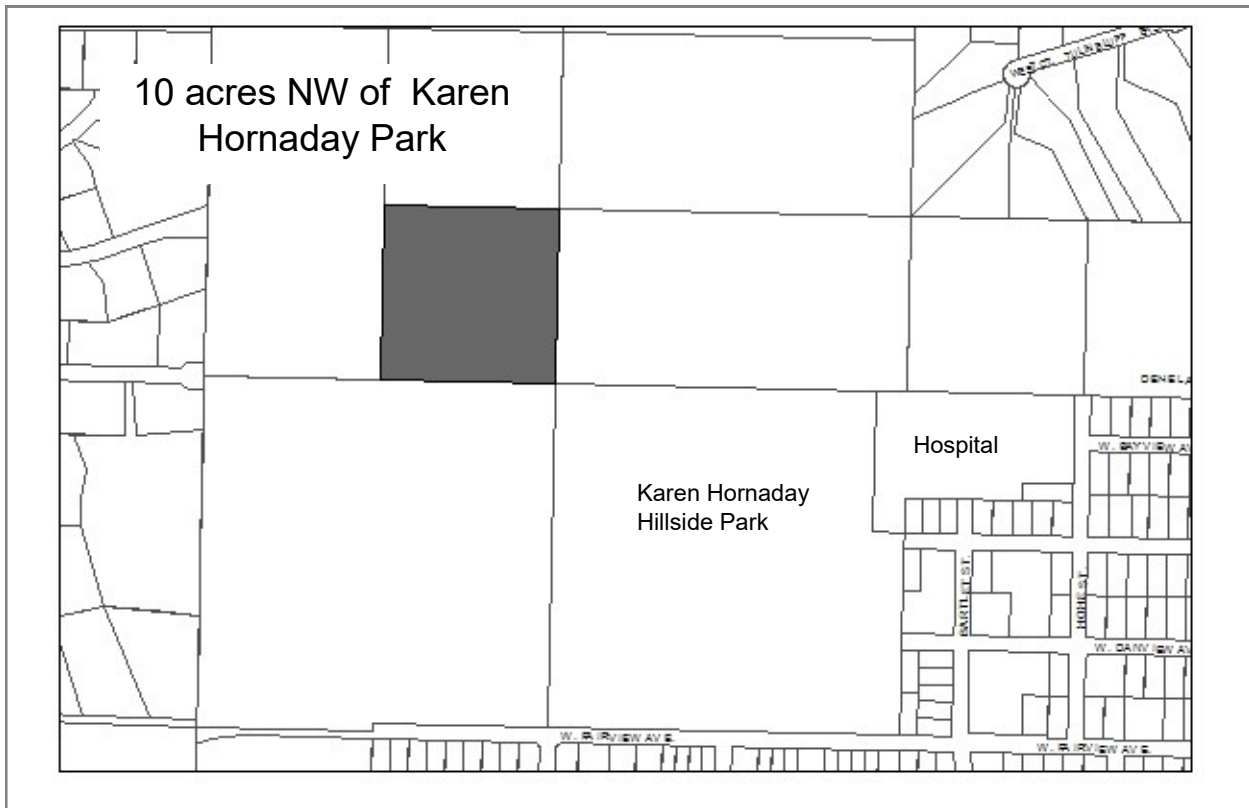 10 acres NW of Karen
Hornaday Park
Hospital
W. BAYVIEW AV
Karen Hornaday
Hillside Park
BARTLETT ST.
HOHE ST.
W. DANVIEW AV
W. FAIRVIEW AVE.
W. FAIRVIEW AVE.